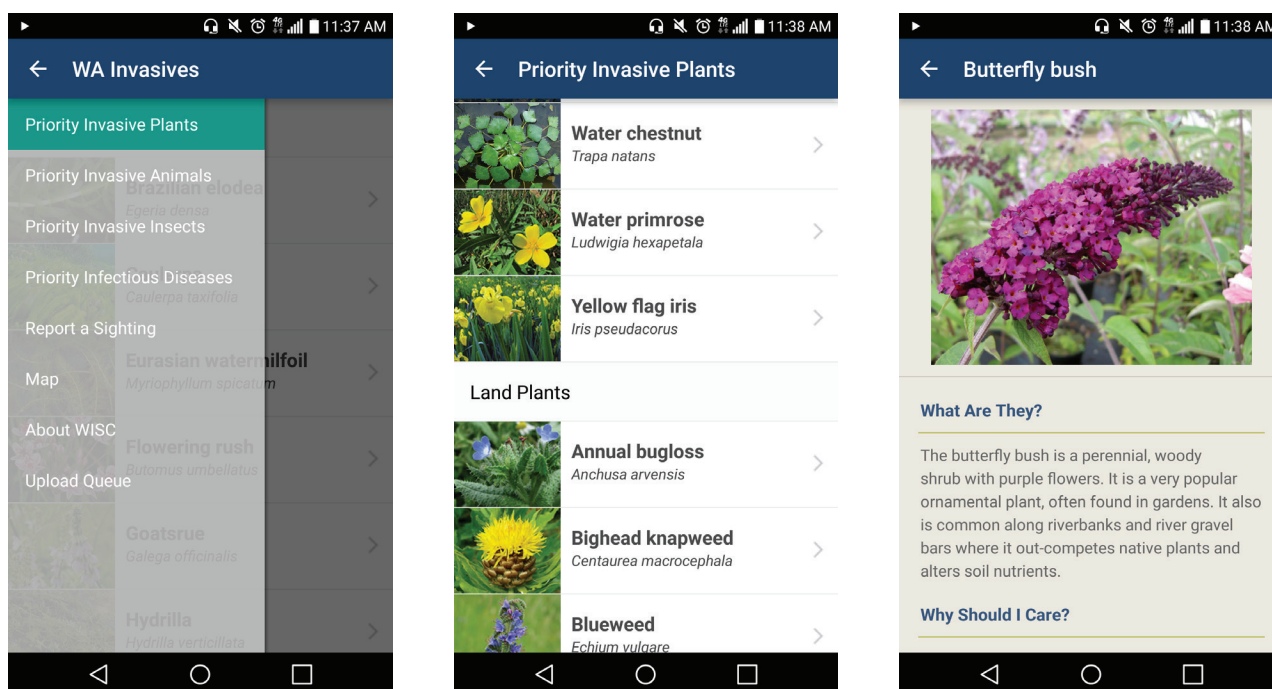 11:37 AM
WA Invasives
Priority Invasive Plants
Priority Invasive Animals
Brazilian elodea
Egeria densa
Priority Invasive Insects
Priority Infectious Diseases
Caulerpa taxifolia
Report a Sighting
Eurasian watermilfoil
Map
Myriophyllum spicatum
About WISC
Flowering rush
Butomus umbellatus
Upload Queue
Goatsrue
Galega officinalis
Hydrilla
Hydrilla verticillata
4G
11:38 AM
Priority Invasive Plants
Water chestnut
Trapa natans
Water primrose
Ludwigia hexapetala
Yellow flag iris
Iris pseudacorus
Land Plants
Annual bugloss
Anchusa arvensis
Bighead knapweed
Centaurea macrocephala
Blueweed
Echium vulgare
11:38 AM
Butterfly bush
What Are They?
The butterfly bush is a perennial, woody
shrub with purple flowers. It is a very popular
ornamental plant, often found in gardens. It also
is common along riverbanks and river gravel
bars where it out-competes native plants and
alters soil nutrients.
Why Should I Care?